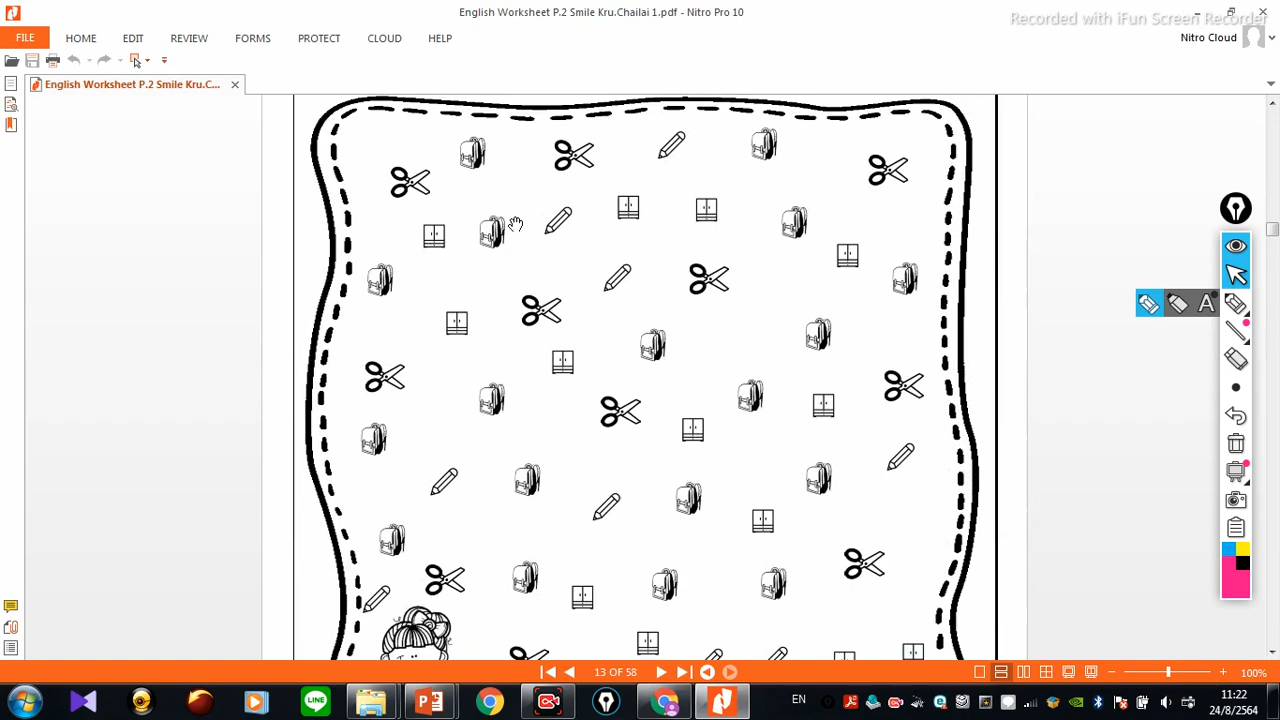 English Worksheet P.2 Smile Kru.Chailai 1.pdf - Nitro Pro 10
Recorded with iFun Screen Recorder
FILE HOME EDIT REVIEW FORMS PROTECT CLOUD HELP
Nitro Cloud
English Worksheet P.2 Smile Kru.C...
A
13 OF 58
100%
LINE
EN
11:22
24/8/2564